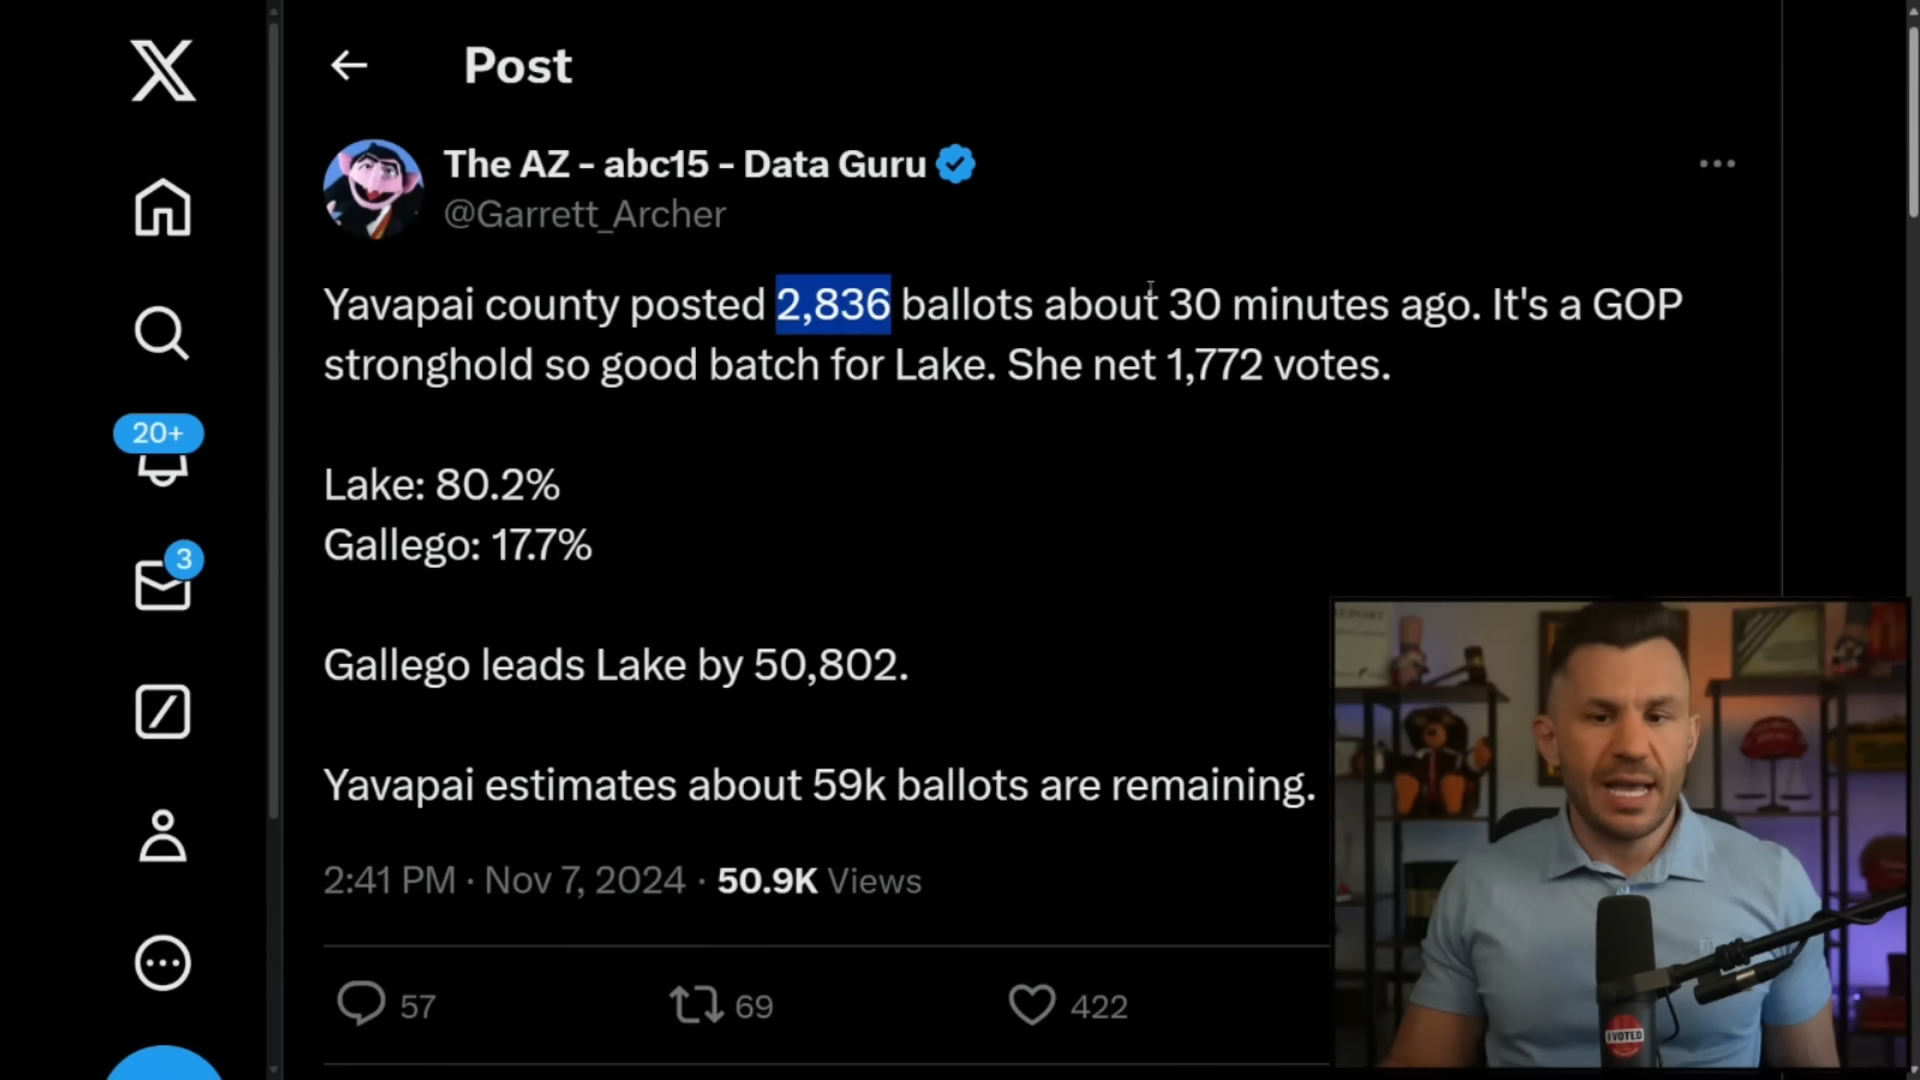 Post
The AZ - abc15 - Data Guru
@Garrett_Archer
Yavapai county posted 2,836 ballots about 30 minutes ago. It's a GOP
stronghold so good batch for Lake. She net 1,772 votes.
20+
Lake: 80.2%
Gallego: 17.7%
3
Gallego leads Lake by 50,802.
Yavapai estimates about 59k ballots are remaining.
2:41 PM · Nov 7, 2024 · 50.9K Views
57
69
422
I VOTED